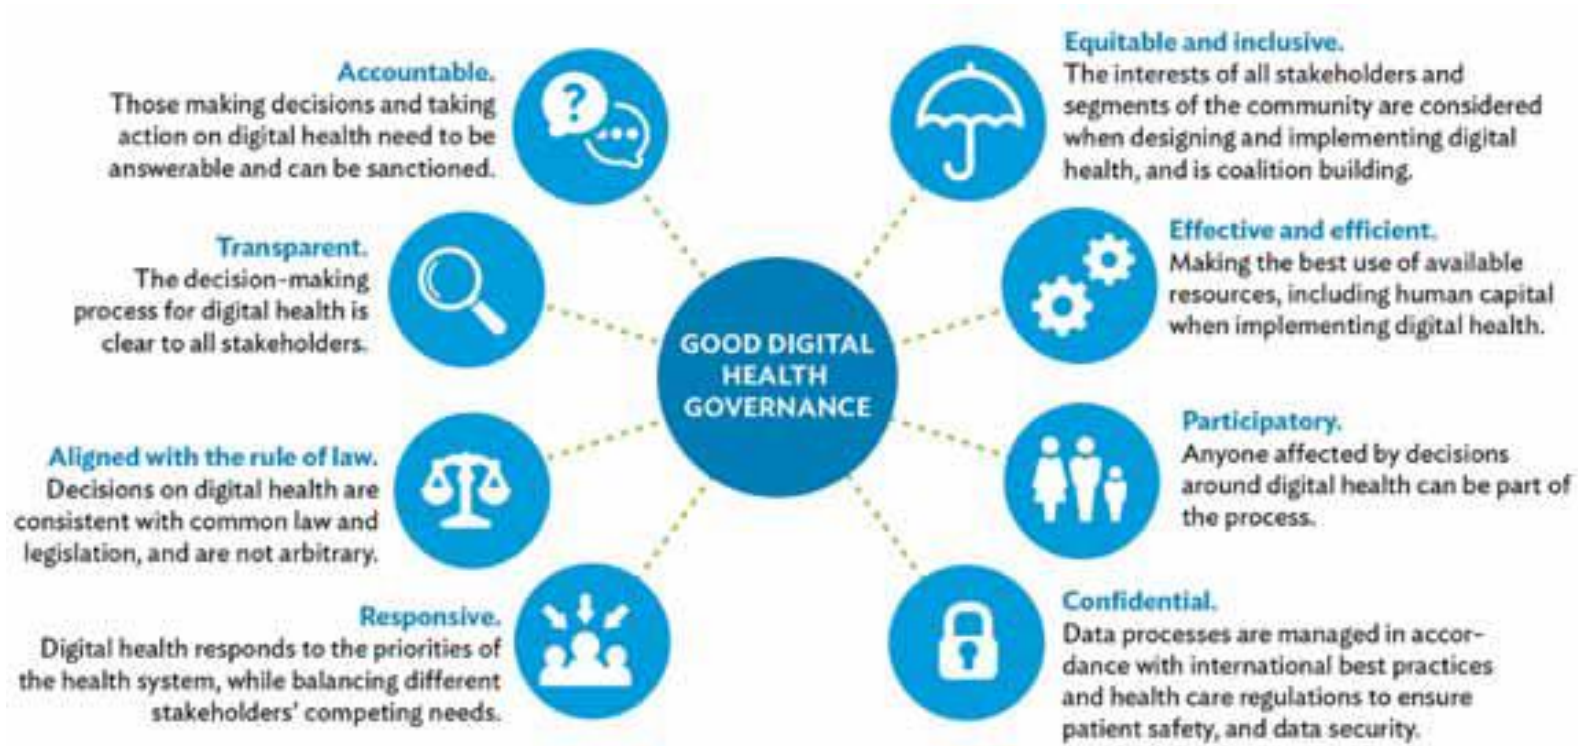 Accountable.
Those making decisions and taking
action on digital health need to be
answerable and can be sanctioned.
Transparent.
The decision-making
process for digital health is
clear to all stakeholders.
Aligned with the rule of law.
Decisions on digital health are
consistent with common law and
legislation, and are not arbitrary.
Responsive.
Digital health responds to the priorities of
the health system, while balancing different
stakeholders' competing needs.
GOOD DIGITAL
HEALTH
GOVERNANCE
Equitable and inclusive.
The interests of all stakeholders and
segments of the community are considered
when designing and implementing digital
health, and is coalition building.
Effective and efficient.
Making the best use of available
resources, including human capital
when implementing digital health.
Participatory.
Anyone affected by decisions
around digital health can be part of
the process.
Confidential.
Data processes are managed in accor-
dance with international best practices
and health care regulations to ensure
patient safety, and data security.
?